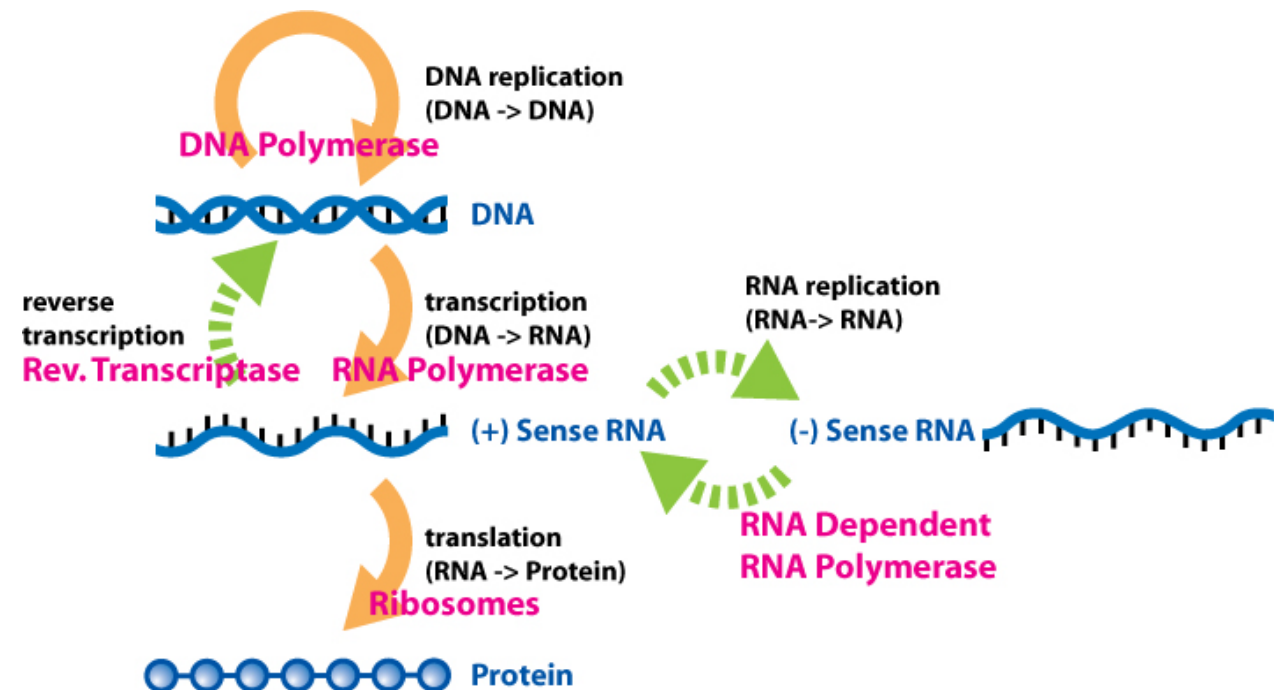 DNA replication
(DNA -> DNA)
DNA Polymerase
DNA
reverse
transcription
Rev. Transcriptase
transcription
(DNA -> RNA)
RNA Polymerase
RNA replication
(RNA-> RNA)
(+) Sense RNA
(-) Sense RNA
RNA Dependent
RNA Polymerase
translation
(RNA -> Protein)
Ribosomes
Protein